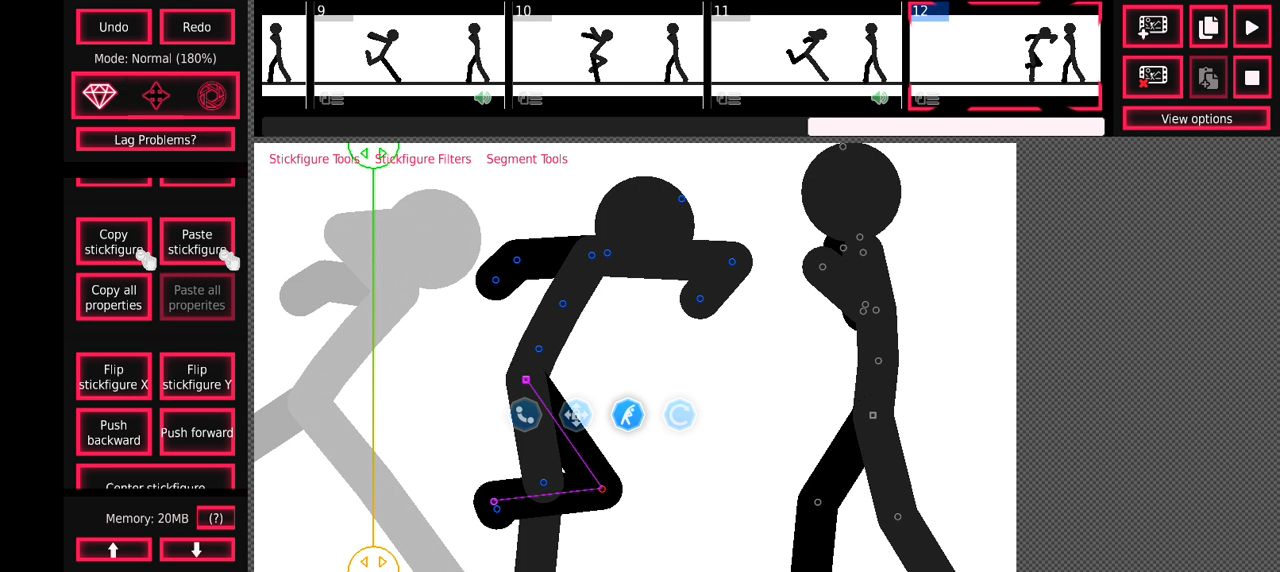 Undo
Redo
Mode: Normal (180%)
Lag Problems?
Copy
stickfigure
Paste
stickfigure
Copy all
properties
Paste all
properites
Flip
stickfigure X
Flip
stickfigure Y
Push
backward
Push forward
Center stickfigure
Memory: 20MB
(?)
9
10
11
12
View options
Stickfigure Tools
Stickfigure Filters
Segment Tools